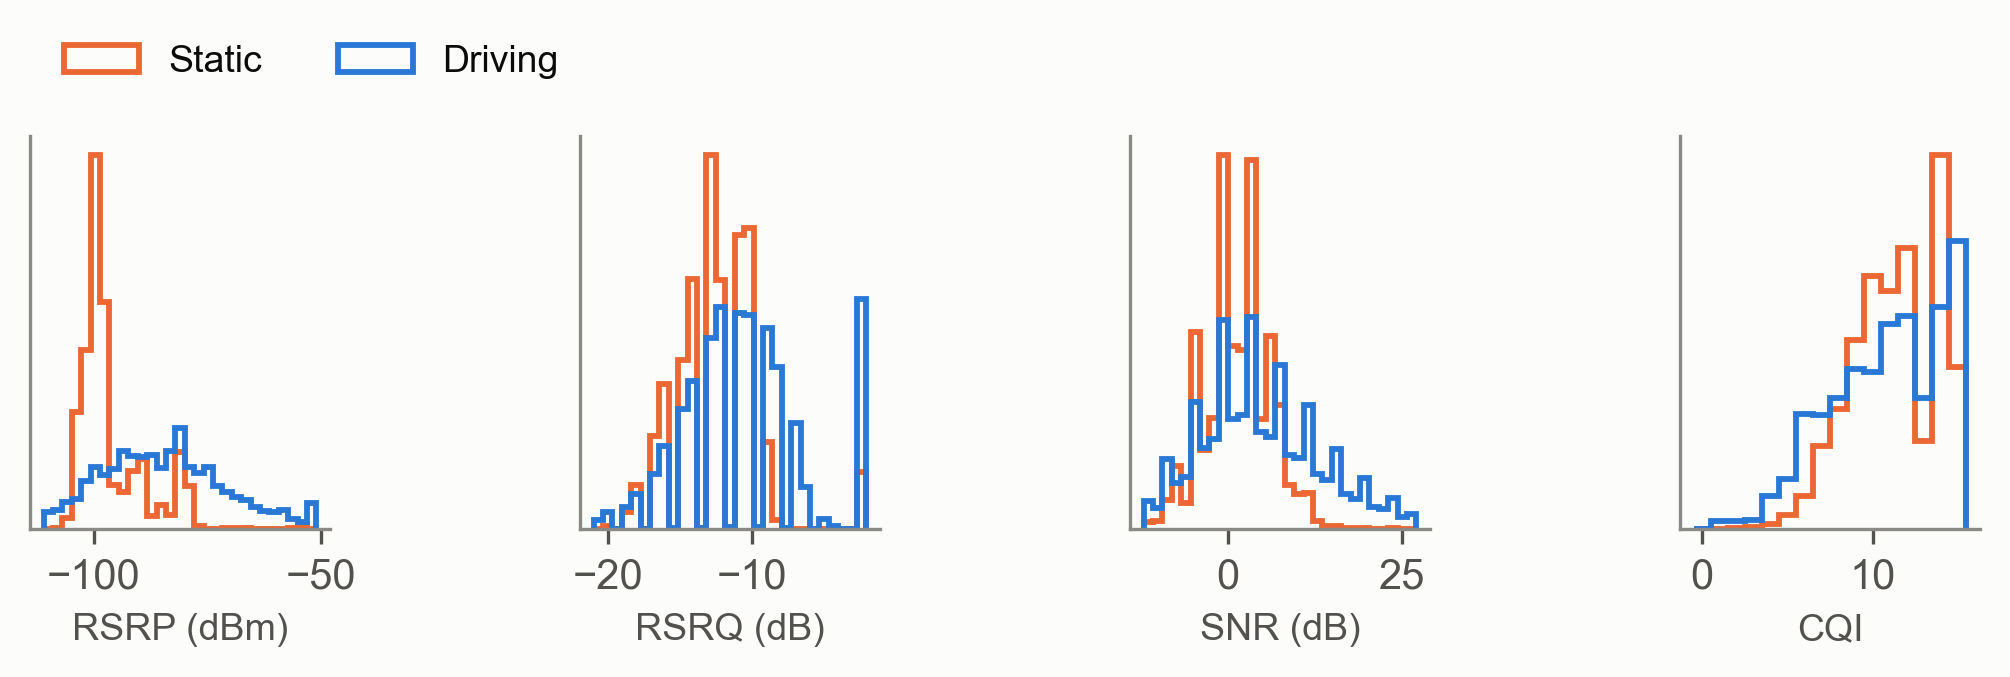 Static Driving
−100 −50 −20 −10 0 25 0 10
RSRP (dBm) RSRQ (dB) SNR (dB) CQI